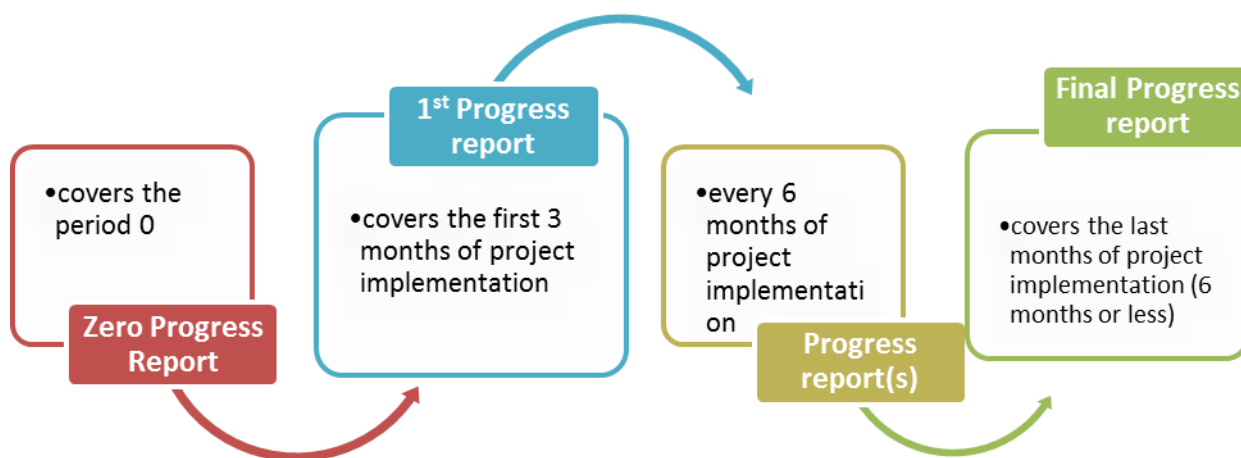 •covers the
period 0
Zero Progress
Report
1st Progress
report
•covers the first 3
months of project
implementation
•every 6
months of
project
implementati
on
Progress
report(s)
Final Progress
report
•covers the last
months of project
implementation (6
months or less)